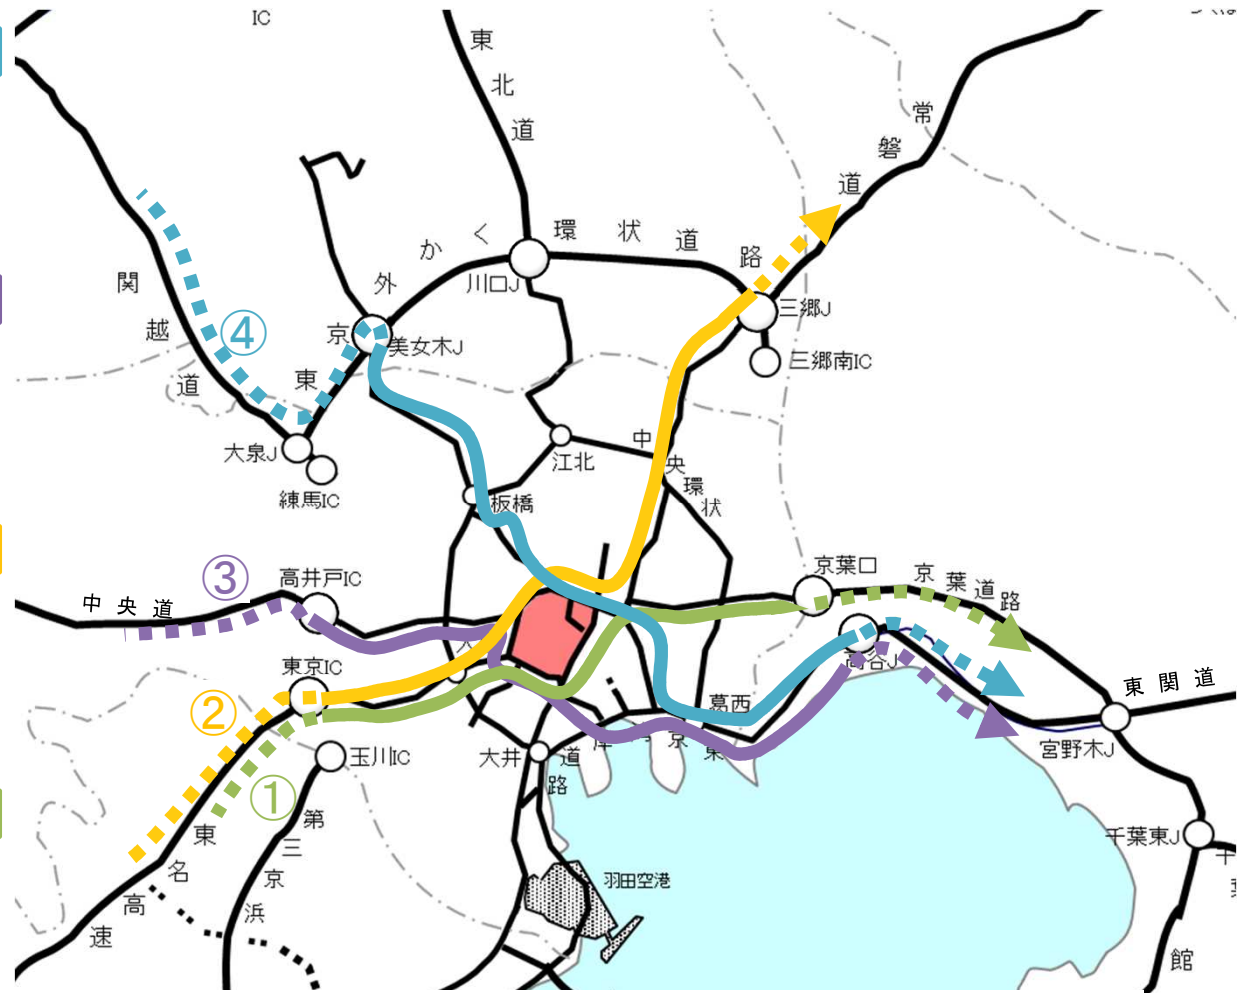 IC
東北道
常磐道
外かく環状道路
川口J
三郷J
三郷南IC
京
美女木J
東
関越道
④
大泉J
練馬IC
江北
中央環状
板橋
③
高井戸IC
中央道
京葉口
京葉道路
高谷J
東京IC
②
葛西
東関道
宮野木J
玉川IC
大井
道
岸
京
東
路
①
第三京浜
東名高速
千葉東J
千
羽田空港
館